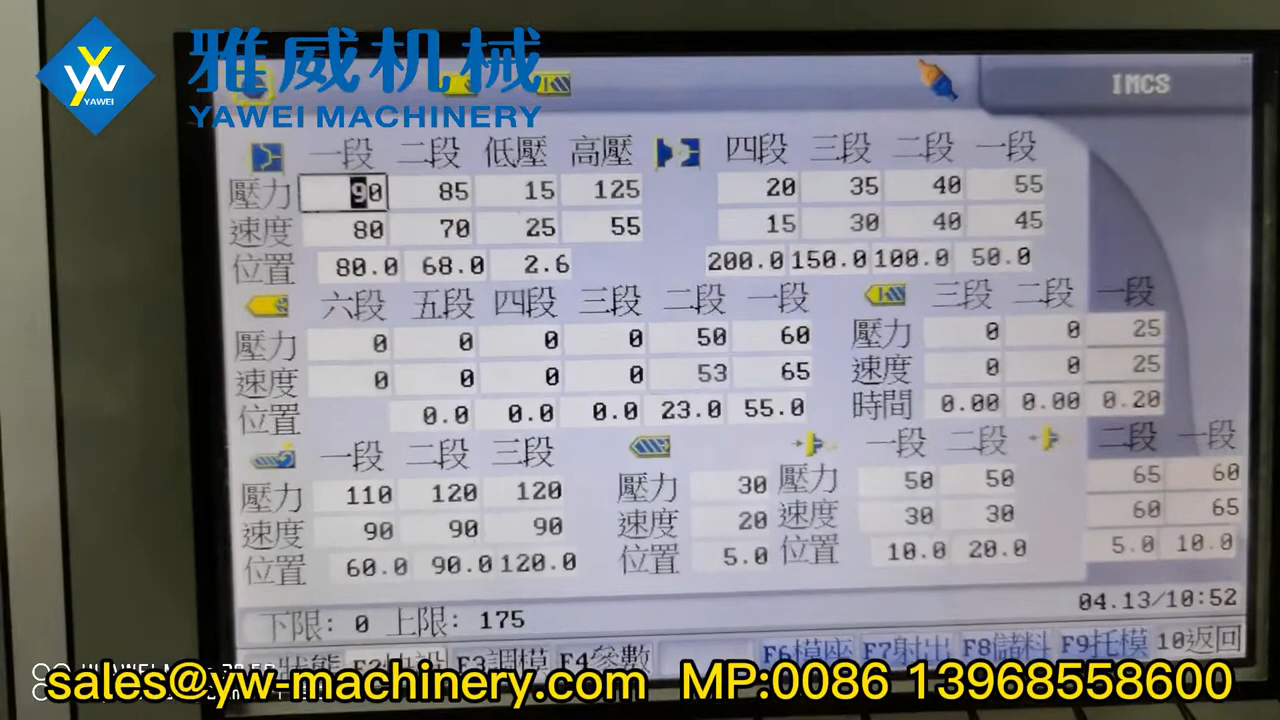 雅威机械
YW
YAWEI
YAWEI MACHINERY
IMCS
一段 二段 低壓 高壓 四段 三段 二段 一段
壓力 90 85 15 125 20 35 40 55
速度 80 70 25 55 15 30 40 45
位置 80.0 68.0 2.6 200.0 150.0 100.0 50.0
六段 五段 四段 三段 二段 一段 三段 二段 一段
壓力 0 0 0 0 50 60 壓力 0 0 25
速度 0 0 0 0 53 65 速度 0 0 25
位置 0.0 0.0 0.0 23.0 55.0 時間 0.00 0.00 0.20
一段 二段 三段 一段 二段 二段 一段
壓力 110 120 120 壓力 30 壓力 50 50 65 60
速度 90 90 90 速度 20 速度 30 30 60 65
位置 60.0 90.0 120.0 位置 5.0 位置 10.0 20.0 5.0 10.0
下限: 0 上限: 175 04.13/10:52
狀態 F2 F3調模 F4參數 F6模座 F7射出 F8儲料 F9托模 10返回
sales@yw-machinery.com MP:0086 13968558600